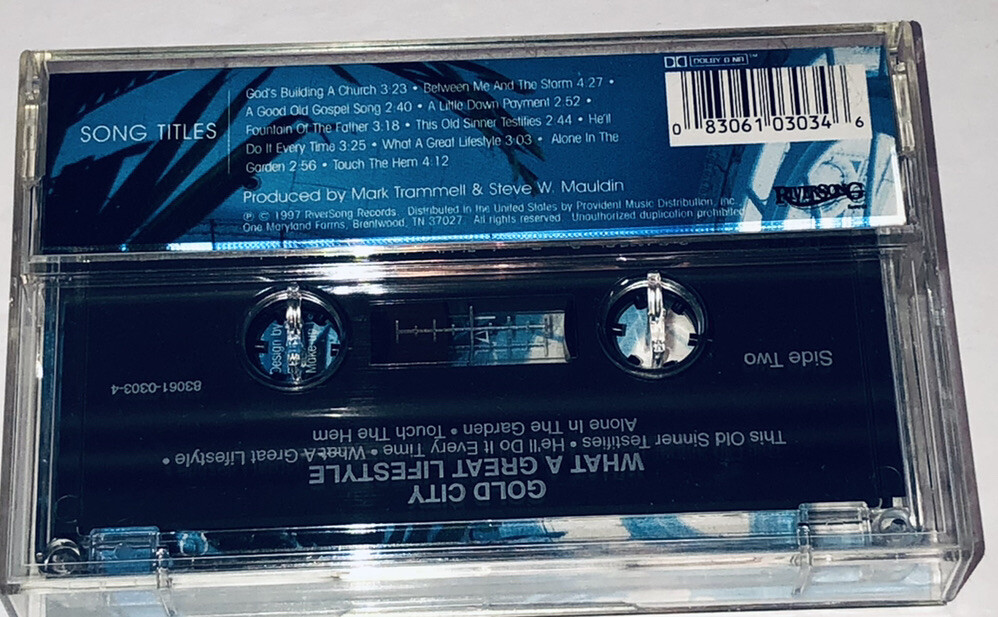 SONG TITLES
God's Building A Church 3:23 • Between Me And The Storm 4:27 •
A Good Old Gospel Song 2:40 • A Little Down Payment 2:52 •
Fountain Of The Father 3:18 • This Old Sinner Testifies 2:44 • He'll
Do It Every Time 3:25 • What A Great Lifestyle 3:03 • Alone In The
Garden 2:56 • Touch The Hem 4:12
Produced by Mark Trammell & Steve W. Mauldin
℗ © 1997 RiverSong Records. Distributed in the United States by Provident Music Distribution, Inc.
One Maryland Farms, Brentwood, TN 37027. All rights reserved. Unauthorized duplication prohibited.
DOLBY B NR ™
0 83061 03034 6
RIVERSONG
GOLD CITY
WHAT A GREAT LIFESTYLE
This Old Sinner Testifies • He'll Do It Every Time • What A Great Lifestyle •
Alone In The Garden • Touch The Hem
Side Two
83061-0303-4
Design by
Make-up